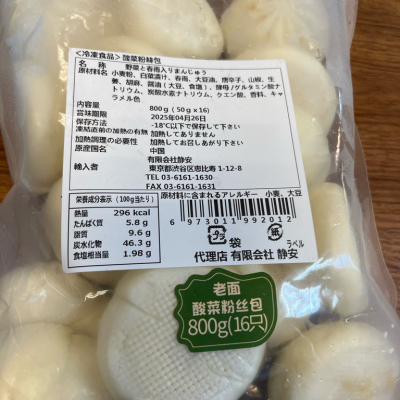 <冷凍食品> 酸菜粉絲包
名 称 野菜と春雨入りまんじゅう
原材料名 小麦粉、白菜漬け、春雨、大豆油、唐辛子、山椒、生
姜、胡麻、醤油(大豆、食塩)、酵母/グルタミン酸ナ
トリウム、炭酸水素ナトリウム、クエン酸、香料、キャ
ラメル色
内容量 800g(50g×16)
賞味期限 2025年04月26日
保存方法 -18℃以下で保存して下さい
凍結直前の加熱の有無 加熱してありません
加熱調理の必要性 加熱してお召しあがり下さい
原産国名 中国
輸入者 有限会社静安
東京都渋谷区恵比寿1-17-12
TEL 03-6161-1630
FAX 03-6161-1631
栄養成分表示(100g当たり)
熱量 296 kcal
たんぱく質 5.8 g
脂質 9.6 g
炭水化物 46.3 g
食塩相当量 1.98 g
原材料に含まれるアレルギー 小麦、大豆
6 973011 992012
袋 ラベル
代理店 有限会社 静安
老面
酸菜粉丝包
800g(16只)